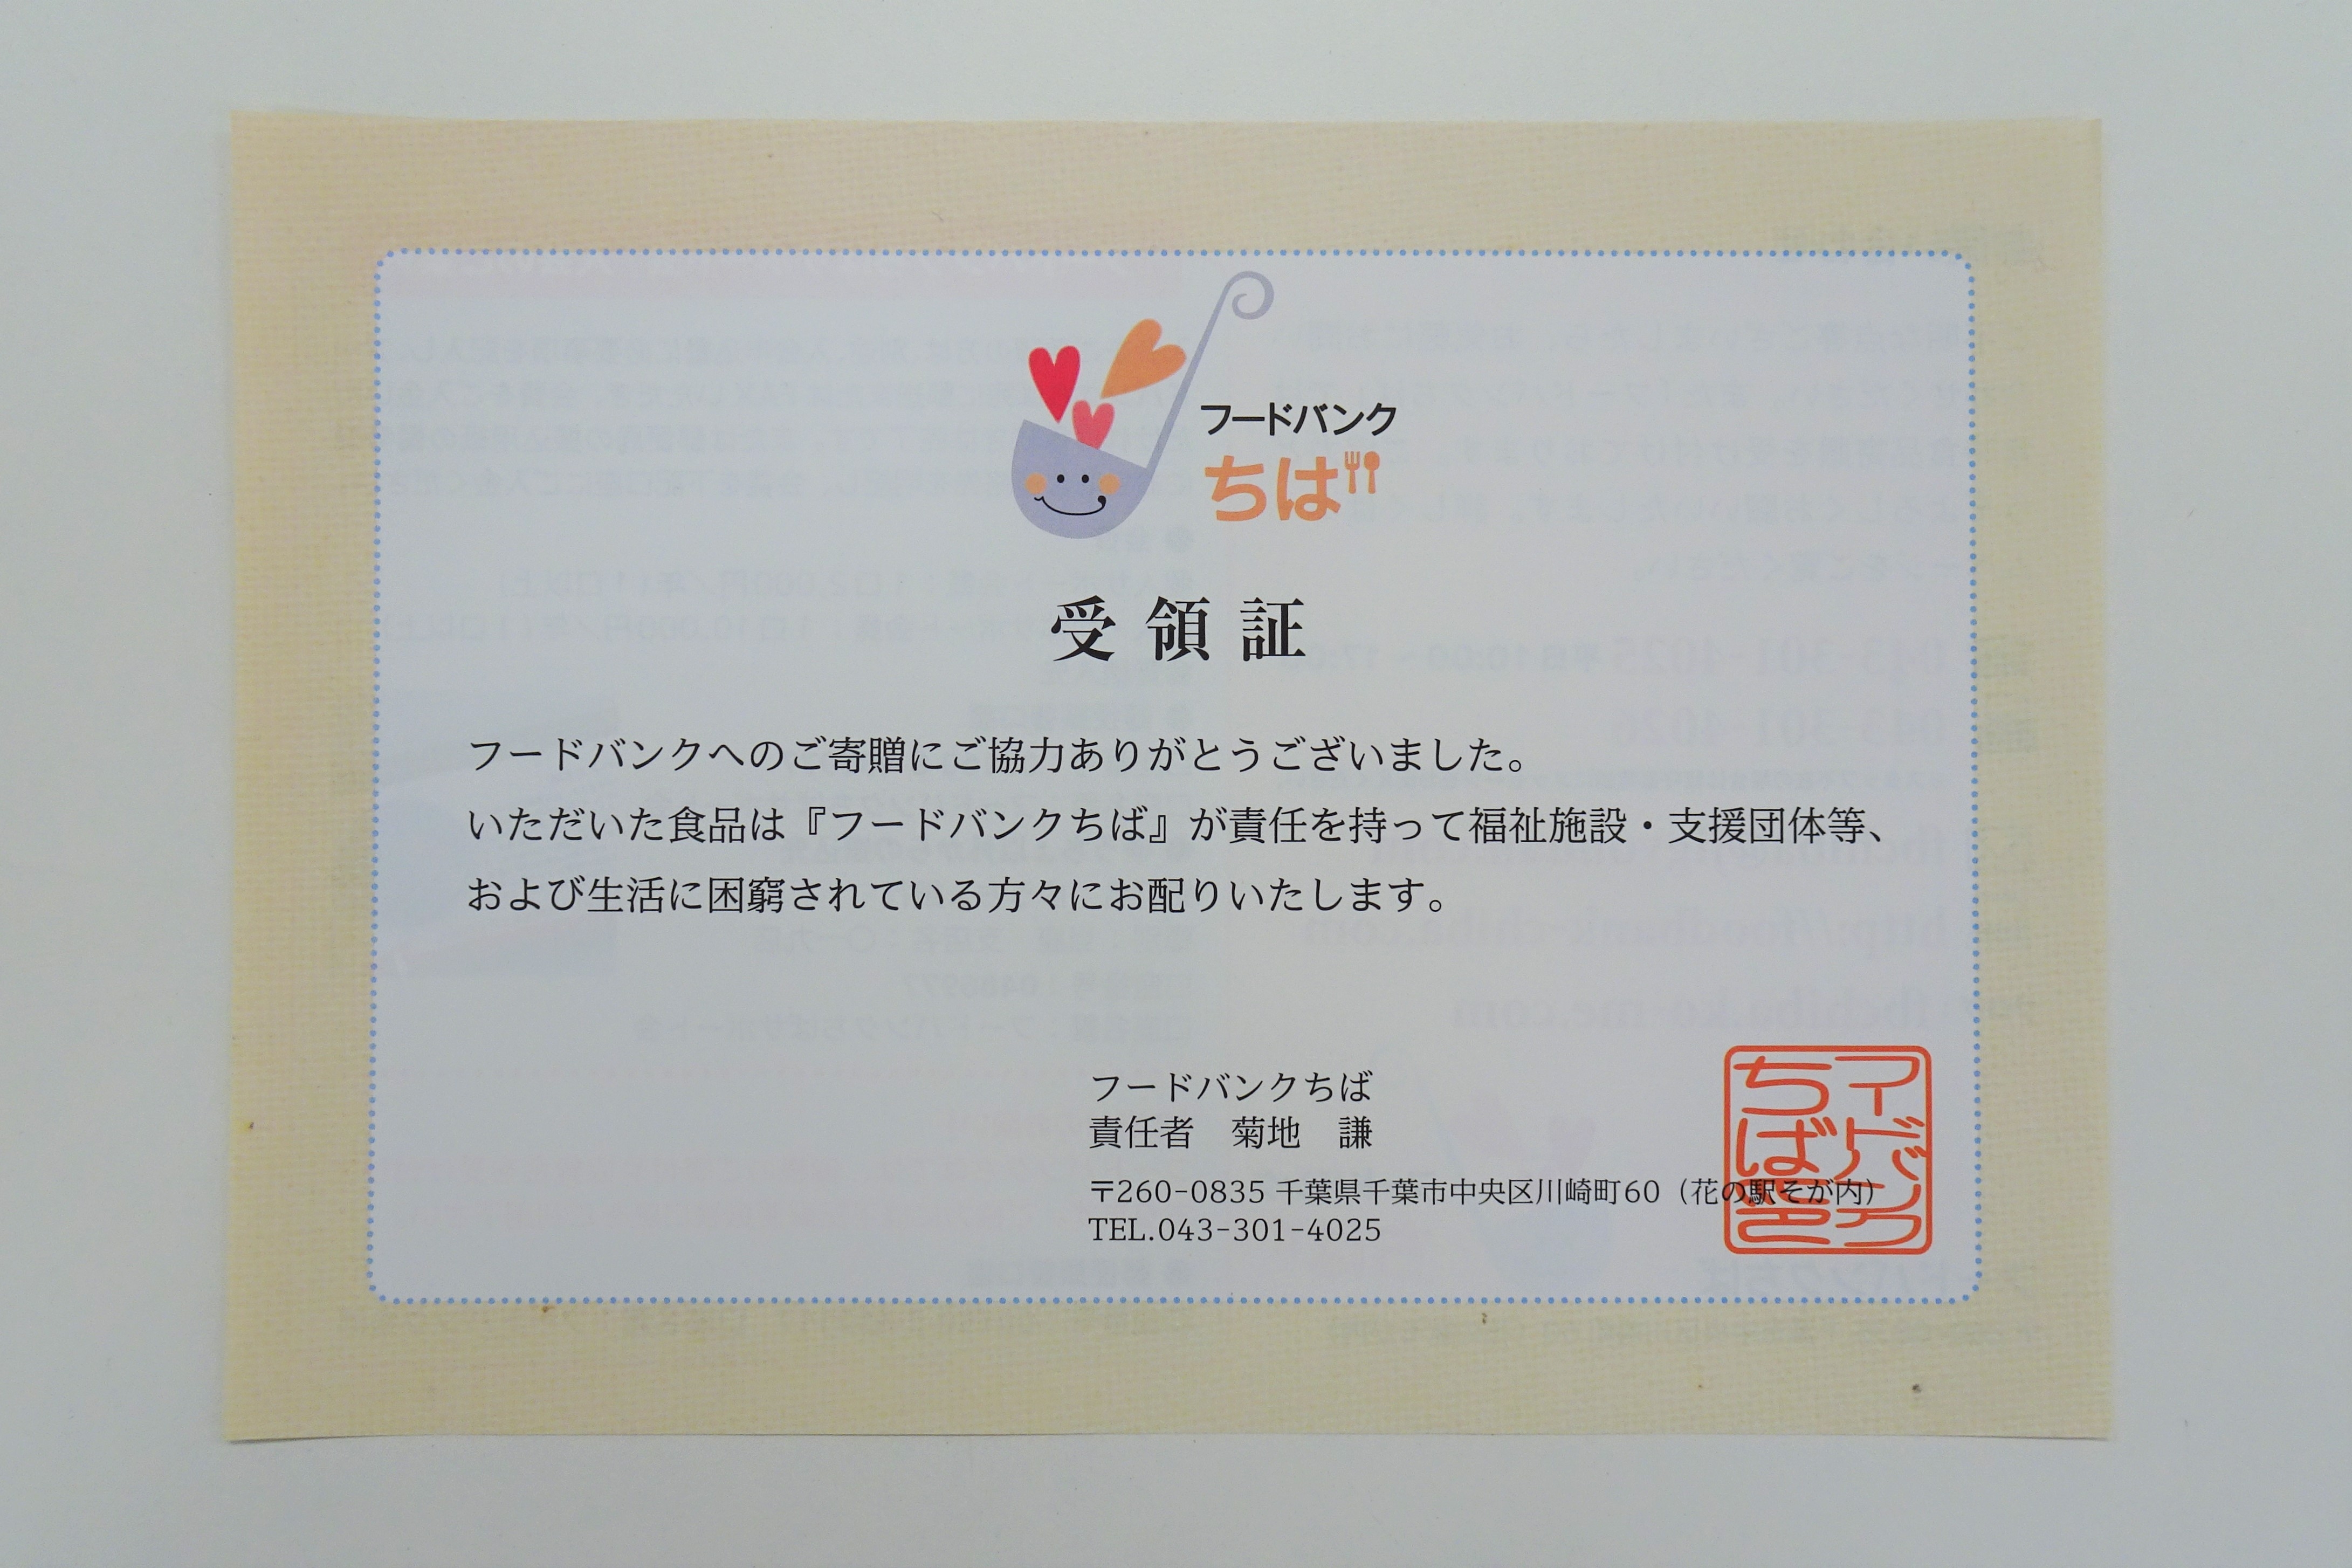 フードバンク
ちば
受領証
フードバンクへのご寄贈にご協力ありがとうございました。
いただいた食品は『フードバンクちば』が責任を持って福祉施設・支援団体等、
および生活に困窮されている方々にお配りいたします。
フードバンクちば
責任者　菊地　謙
〒260-0835 千葉県千葉市中央区川崎町60（花の駅そが内）
TEL.043-301-4025
フードバンク
ちば